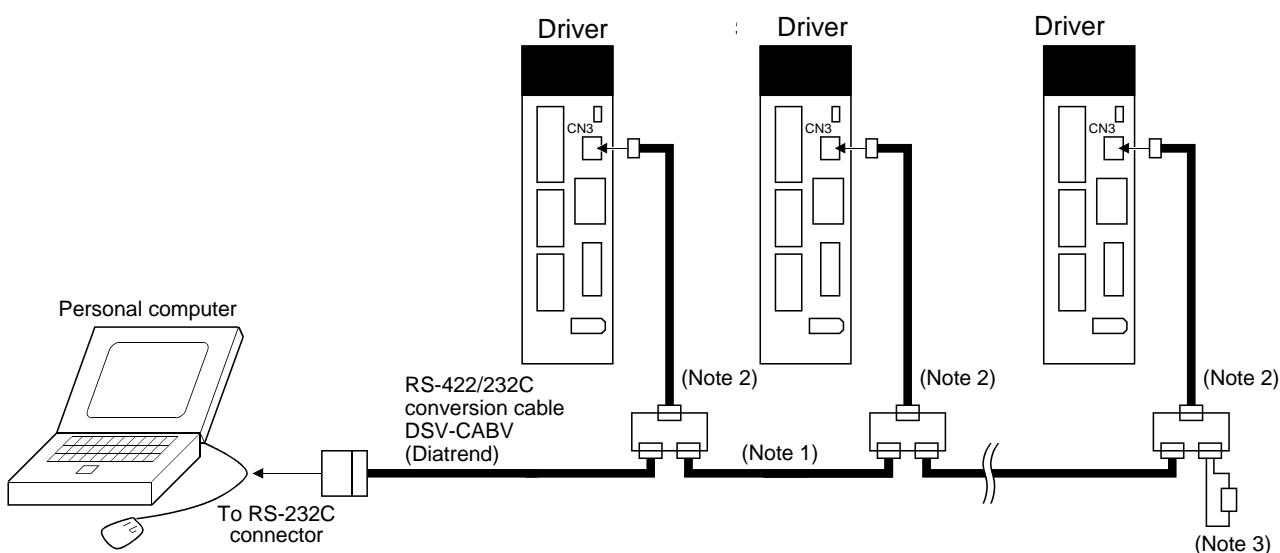 Driver
Driver
Driver
CN3
CN3
CN3
Personal computer
(Note 2)
(Note 2)
(Note 2)
RS-422/232C
conversion cable
DSV-CABV
(Diatrend)
(Note 1)
To RS-232C
connector
(Note 3)